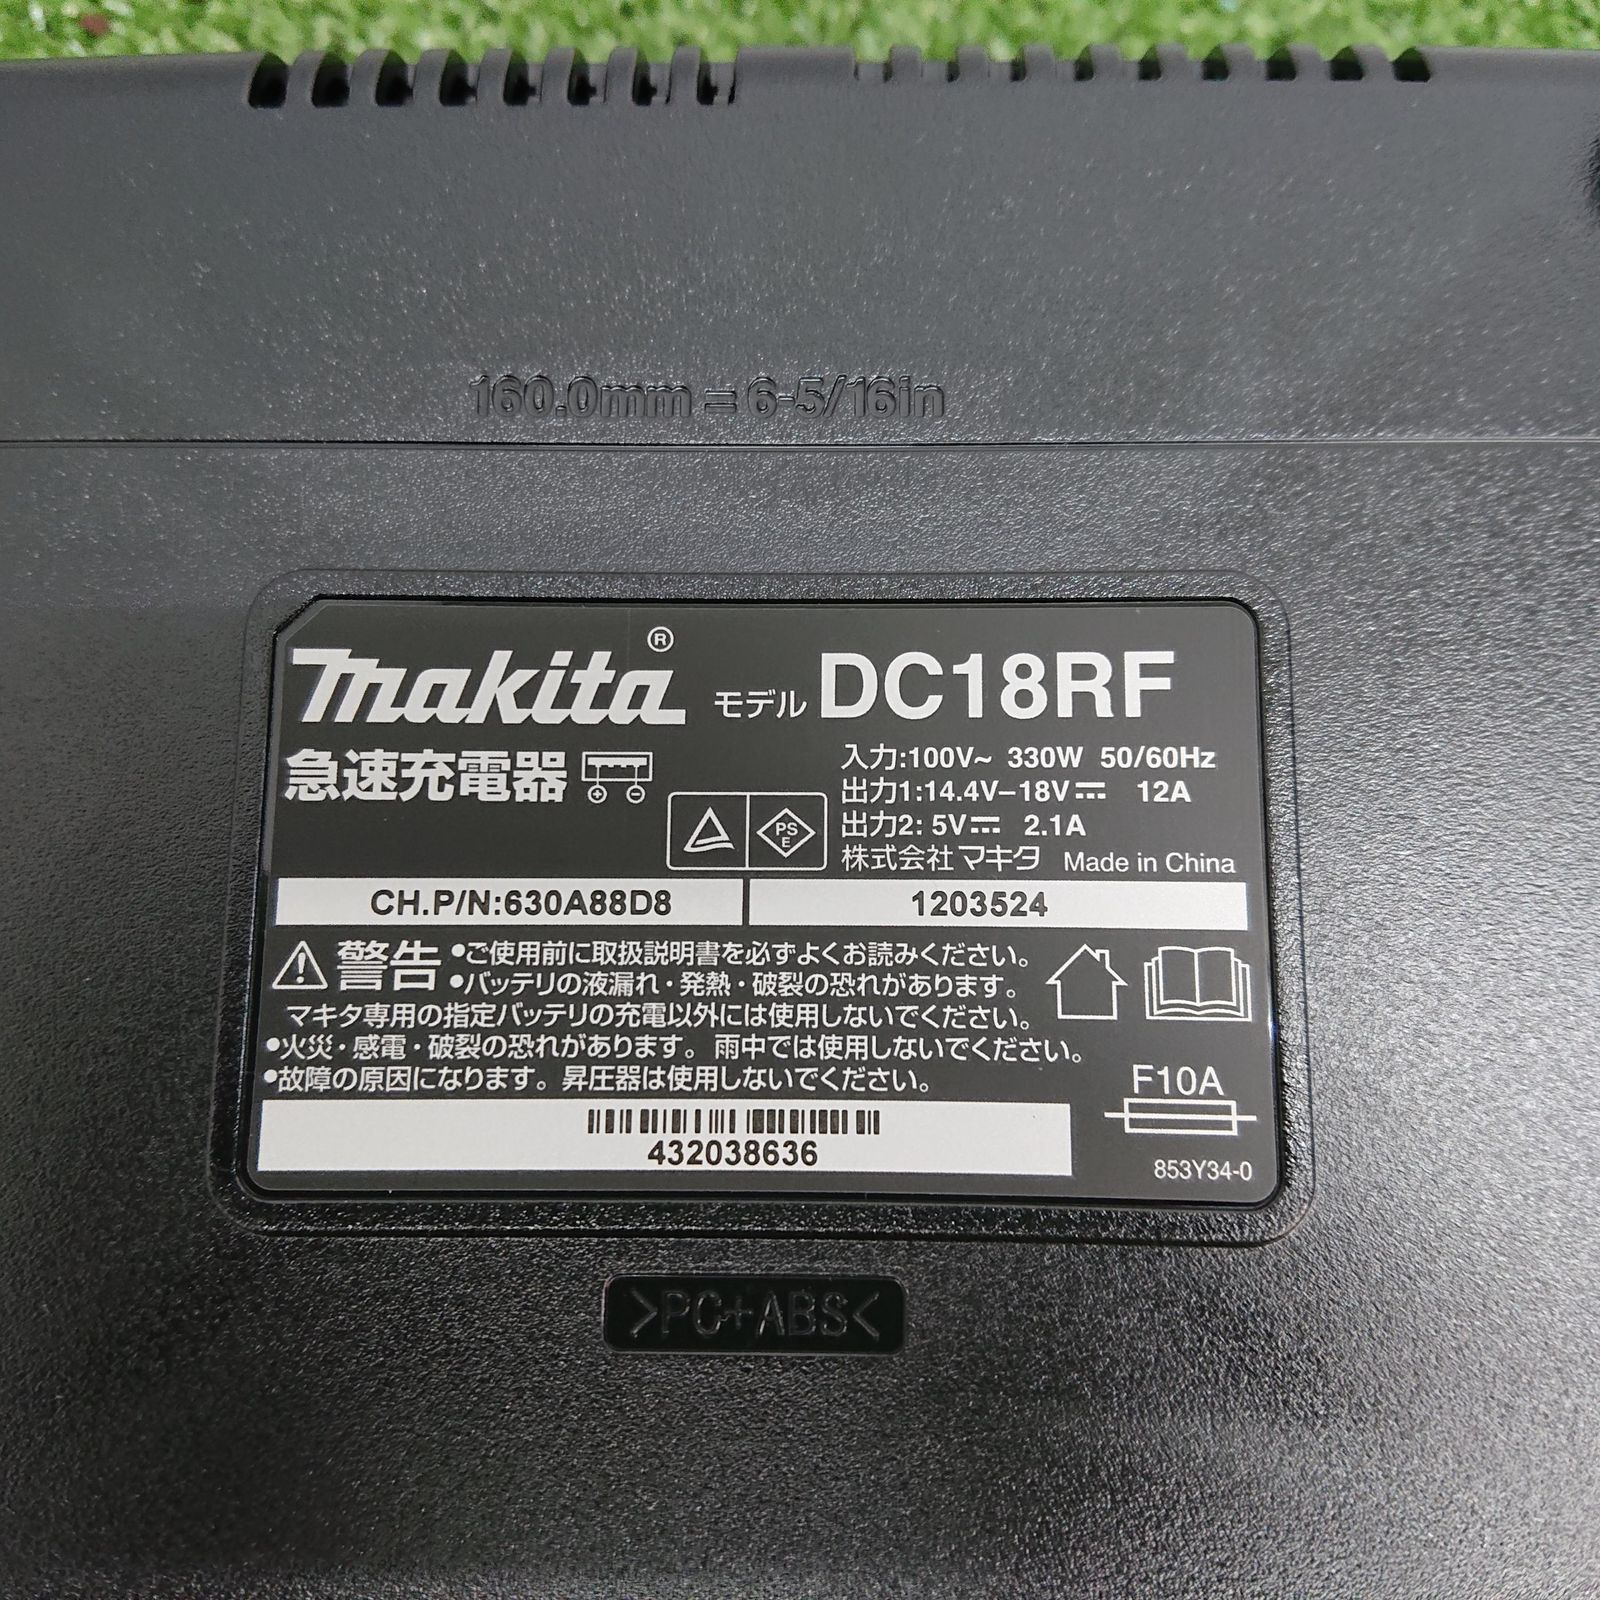 160.0mm = 6-5/16in
makita® モデル DC18RF
急速充電器
入力:100V~ 330W 50/60Hz
出力1:14.4V–18V⎓ 12A
出力2: 5V⎓ 2.1A
PS
E
株式会社マキタ Made in China
CH.P/N:630A88D8
1203524
警告 •ご使用前に取扱説明書を必ずよくお読みください。
•バッテリの液漏れ・発熱・破裂の恐れがあります。
マキタ専用の指定バッテリの充電以外には使用しないでください。
•火災・感電・破裂の恐れがあります。雨中では使用しないでください。
•故障の原因になります。昇圧器は使用しないでください。
F10A
432038636
853Y34-0
>PC+ABS<